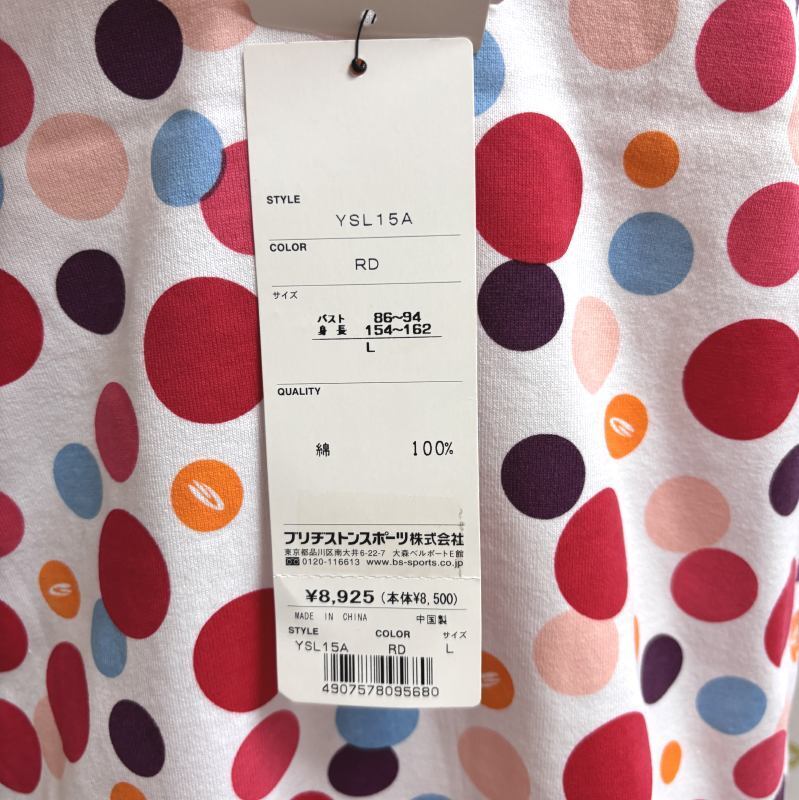 STYLE
YSL15A
COLOR
RD
サイズ
バスト 86〜94
身長 154〜162
L
QUALITY
綿 100%
ブリヂストンスポーツ株式会社
東京都品川区南大井6-22-7 大森ベルポートE館
0120-116613 www.bs-sports.co.jp
¥8,925 (本体¥8,500)
MADE IN CHINA 中国製
STYLE COLOR サイズ
YSL15A RD L
4907578095680